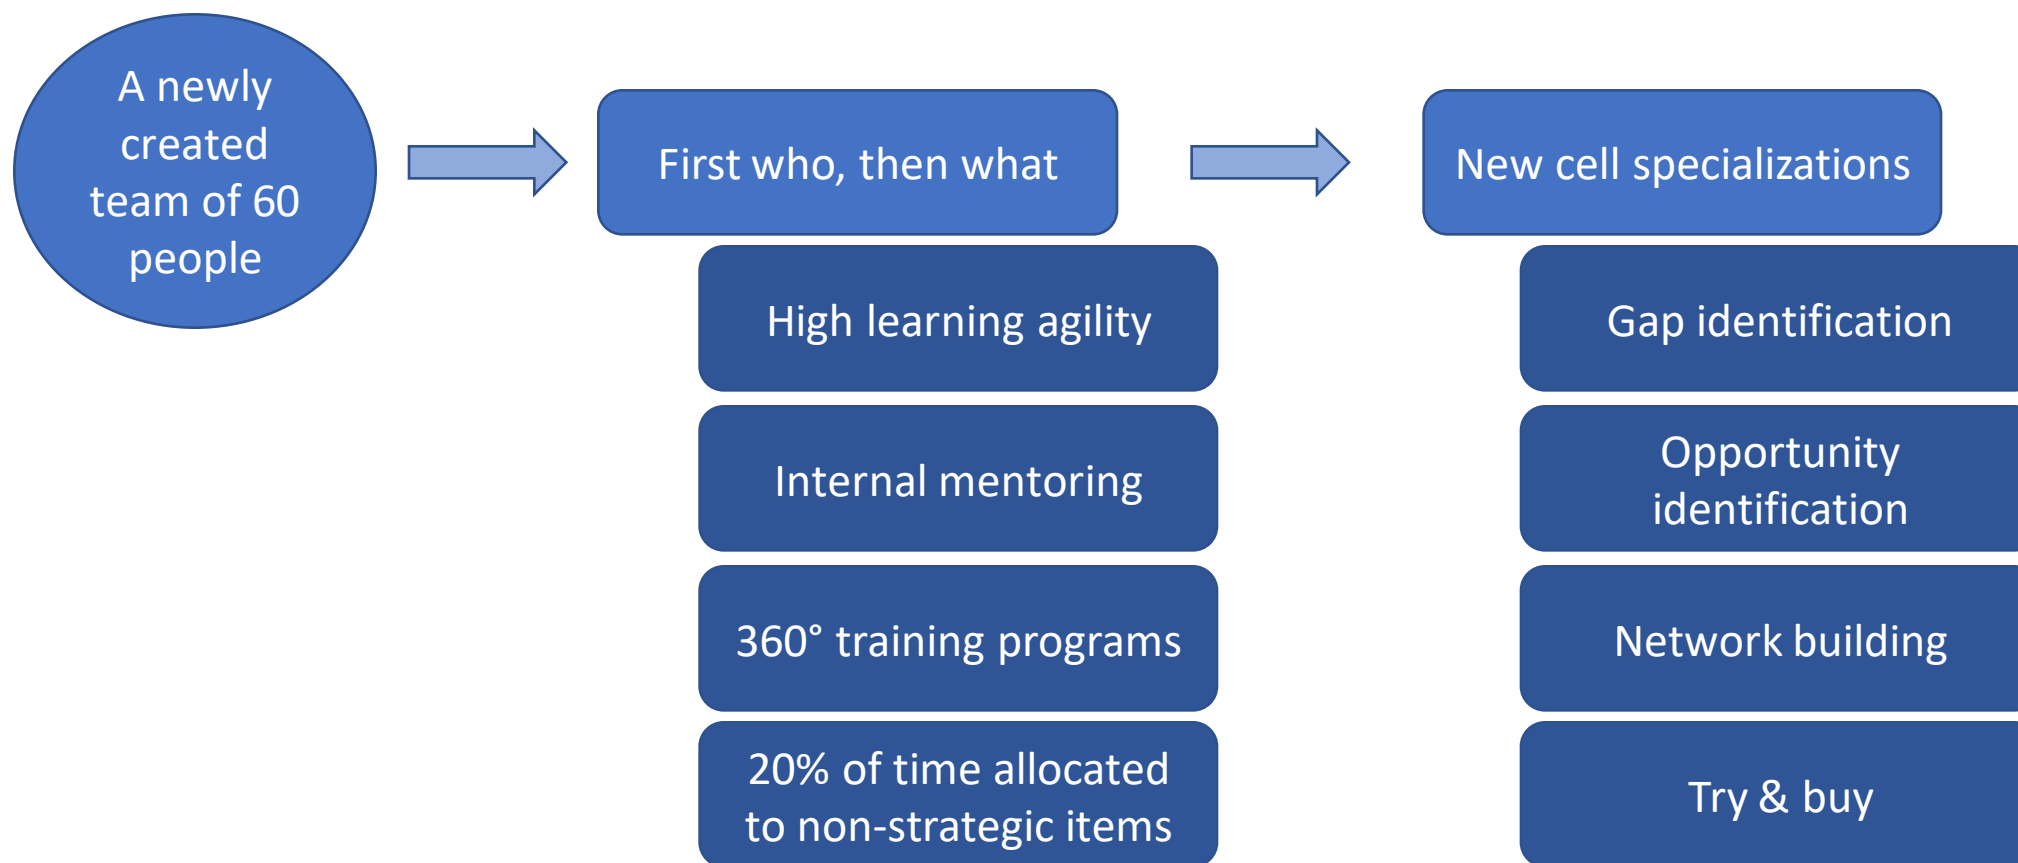 A newly
created
team of 60
people
First who, then what
High learning agility
Internal mentoring
360° training programs
20% of time allocated
to non-strategic items
New cell specializations
Gap identification
Opportunity
identification
Network building
Try & buy